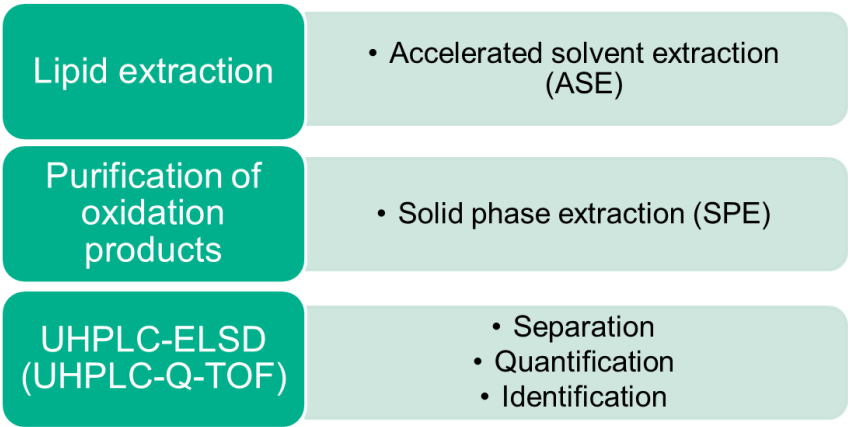 Lipid extraction
• Accelerated solvent extraction
(ASE)
Purification of
oxidation
products
• Solid phase extraction (SPE)
UHPLC-ELSD
(UHPLC-Q-TOF)
• Separation
• Quantification
• Identification